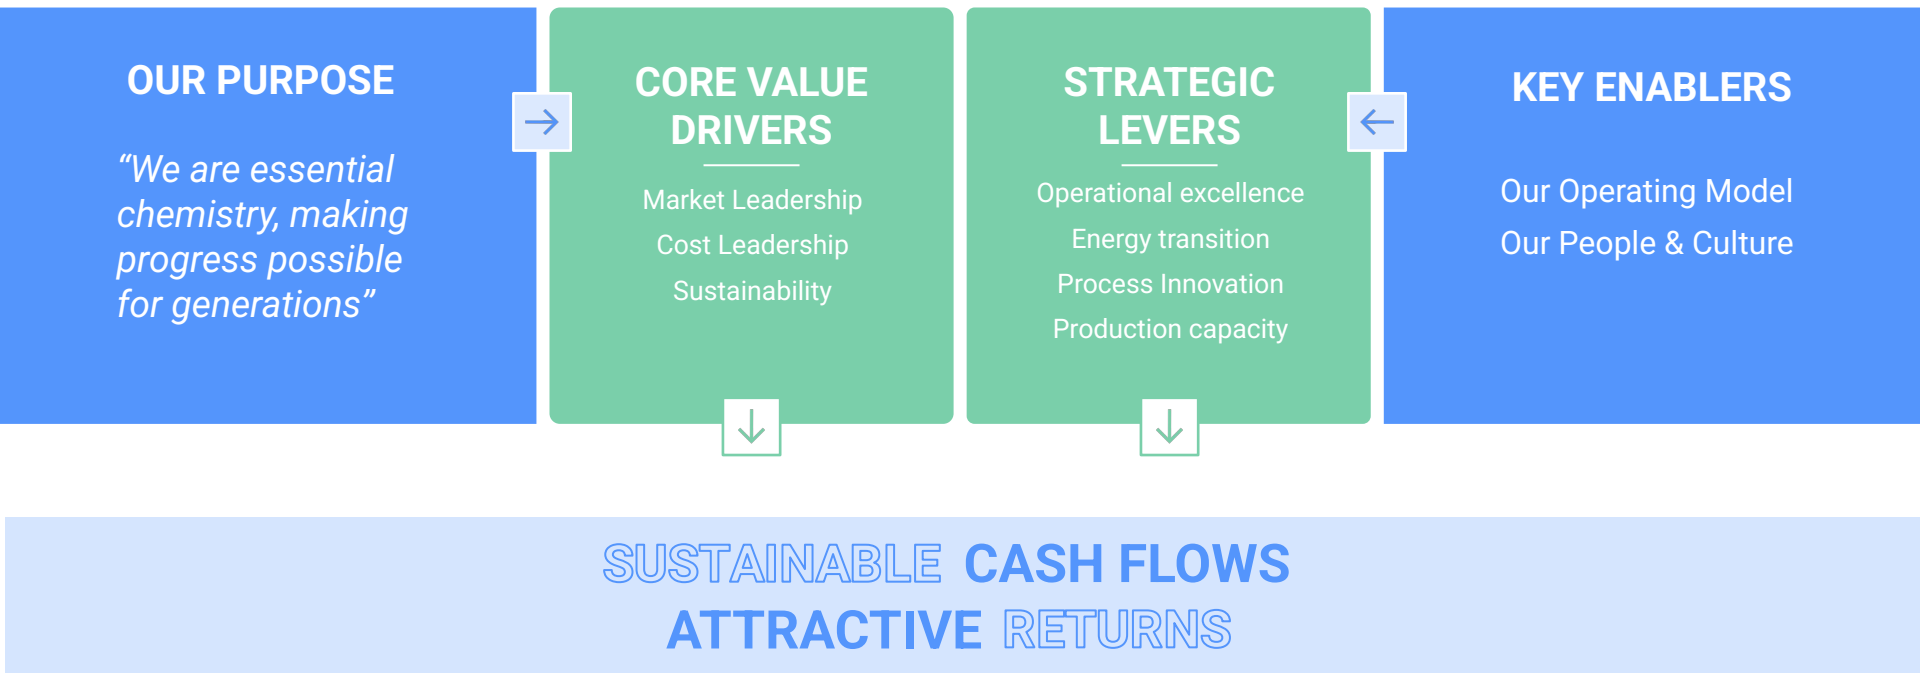 OUR PURPOSE
“We are essential
chemistry, making
progress possible
for generations”
CORE VALUE
DRIVERS
Market Leadership
Cost Leadership
Sustainability
STRATEGIC
LEVERS
Operational excellence
Energy transition
Process Innovation
Production capacity
KEY ENABLERS
Our Operating Model
Our People & Culture
SUSTAINABLE CASH FLOWS
ATTRACTIVE RETURNS